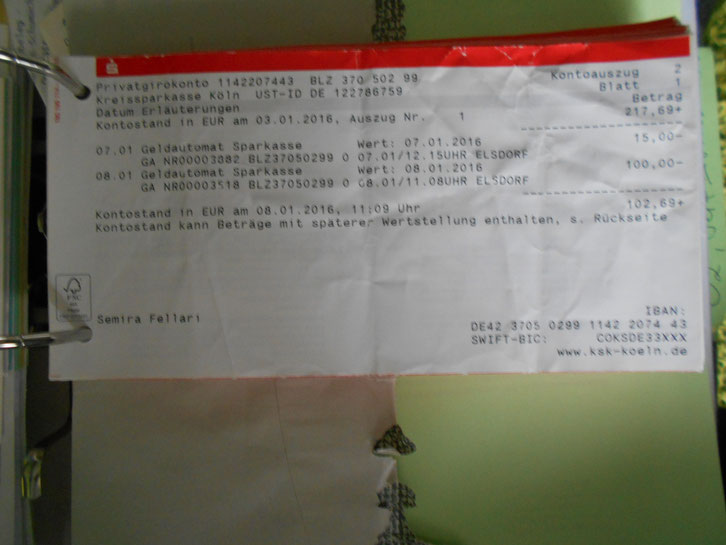 Privatgirokonto 1142207443 BLZ 370 502 99 Kontoauszug 2
Kreissparkasse Köln UST-ID DE 122786759 Blatt 1
Datum Erläuterungen Betrag
Kontostand in EUR am 03.01.2016, Auszug Nr. 1 217,69+
07.01 Geldautomat Sparkasse Wert: 07.01.2016 15,00-
GA NR00003082 BLZ37050299 0 07.01/12.15UHR ELSDORF
08.01 Geldautomat Sparkasse Wert: 08.01.2016 100,00-
GA NR00003518 BLZ37050299 0 08.01/11.08UHR ELSDORF
Kontostand in EUR am 08.01.2016, 11:09 Uhr 102,69+
Kontostand kann Beträge mit späterer Wertstellung enthalten, s. Rückseite
FSC
Semira Fellari
IBAN:
DE42 3705 0299 1142 2074 43
SWIFT-BIC: COKSDE33XXX
www.ksk-koeln.de